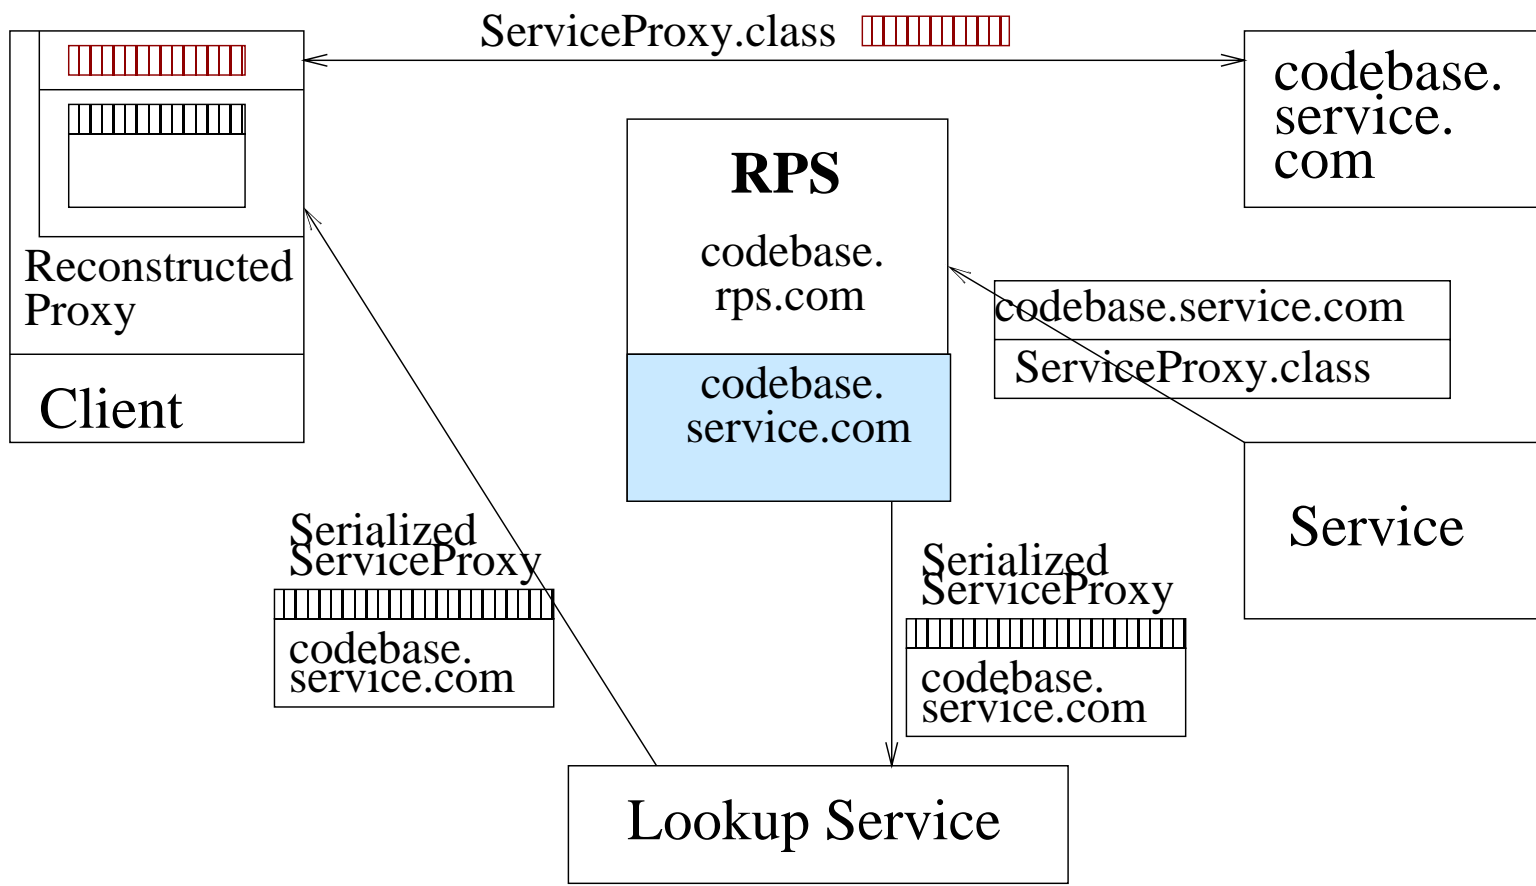 ServiceProxy.class
codebase.
service.
com
RPS
codebase.
rps.com
Reconstructed
Proxy
codebase.service.com
ServiceProxy.class
codebase.
service.com
Client
Service
Serialized
ServiceProxy
codebase.
service.com
Serialized
ServiceProxy
codebase.
service.com
Lookup Service